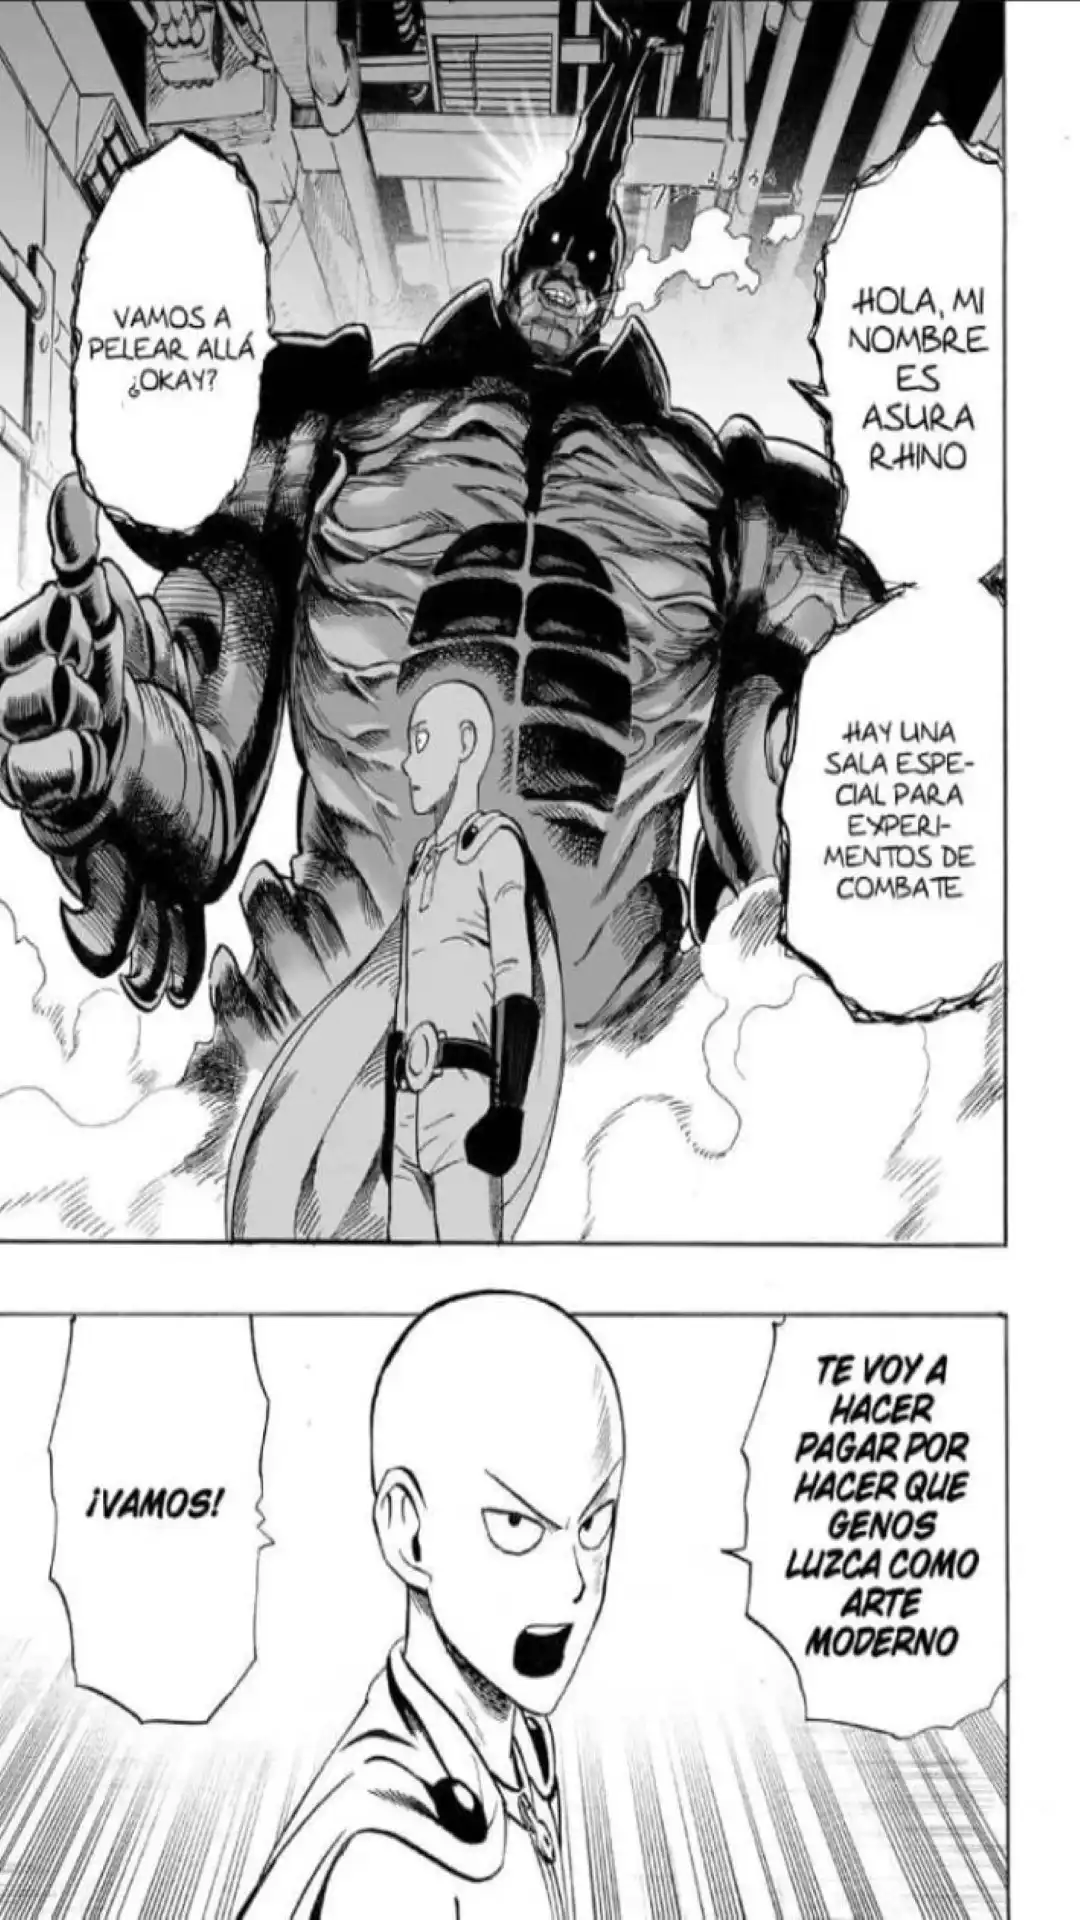 HOLA, MI
NOMBRE
ES
ASURA
RHINO
HAY UNA
SALA ESPE-
CIAL PARA
EXPERI-
MENTOS DE
COMBATE
VAMOS A
PELEAR ALLÁ
¿OKAY?
TE VOY A
HACER
PAGAR POR
HACER QUE
GENOS
LUZCA COMO
ARTE
MODERNO
¡VAMOS!